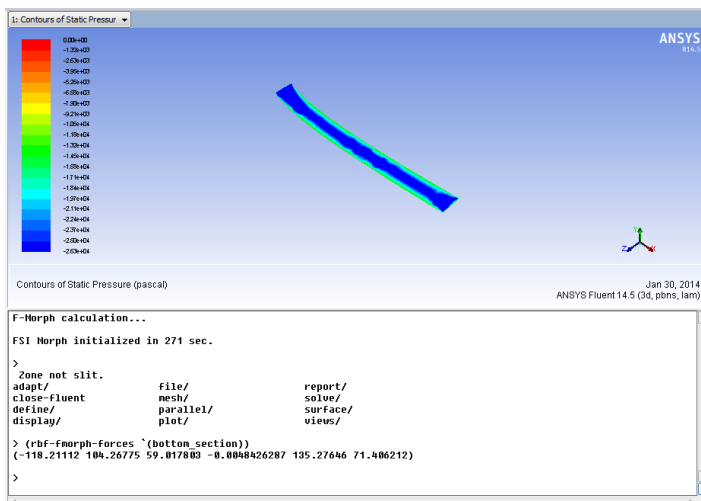 1: Contours of Static Pressur
ANSYS
R14.5
0.00e+00
-1.32e+03
-2.63e+03
-3.95e+03
-5.26e+03
-6.58e+03
-7.90e+03
-9.21e+03
-1.05e+04
-1.18e+04
-1.32e+04
-1.45e+04
-1.58e+04
-1.71e+04
-1.84e+04
-1.97e+04
-2.11e+04
-2.24e+04
-2.37e+04
-2.50e+04
-2.63e+04
Y
Z X
Contours of Static Pressure (pascal)
Jan 30, 2014
ANSYS Fluent 14.5 (3d, pbns, lam)
F-Morph calculation...
FSI Morph initialized in 271 sec.
>
Zone not slit.
adapt/ file/ report/
close-fluent mesh/ solve/
define/ parallel/ surface/
display/ plot/ views/
> (rbf-fmorph-forces `(bottom_section))
(-118.21112 104.26775 59.017803 -0.0048426287 135.27646 71.406212)
>